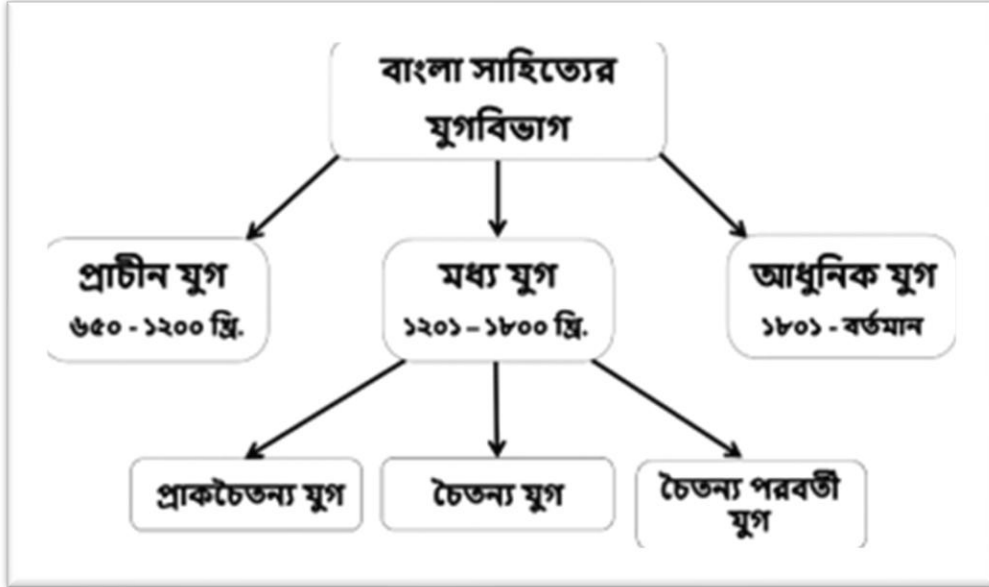 বাংলা সাহিত্যের
যুগবিভাগ
প্রাচীন যুগ
৬৫০ - ১২০০ খ্রি.
মধ্য যুগ
১২০১ – ১৮০০ খ্রি.
আধুনিক যুগ
১৮০১ - বর্তমান
প্রাকচৈতন্য যুগ
চৈতন্য যুগ
চৈতন্য পরবর্তী
যুগ